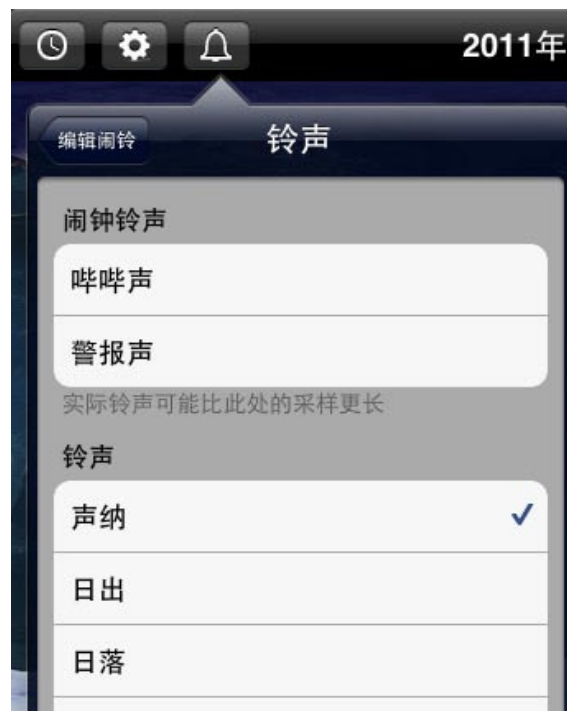 2011年
编辑闹铃
铃声
闹钟铃声
哔哔声
警报声
实际铃声可能比此处的采样更长
铃声
声纳
日出
日落